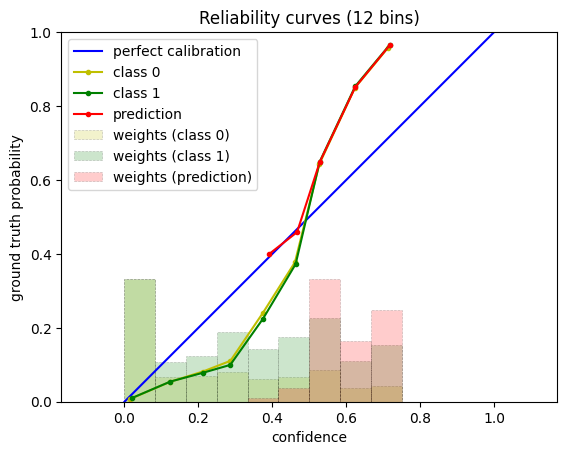 Reliability curves (12 bins)
perfect calibration
class 0
class 1
prediction
weights (class 0)
weights (class 1)
weights (prediction)
ground truth probability
1.0
0.8
0.6
0.4
0.2
0.0
0.0 0.2 0.4 0.6 0.8 1.0
confidence